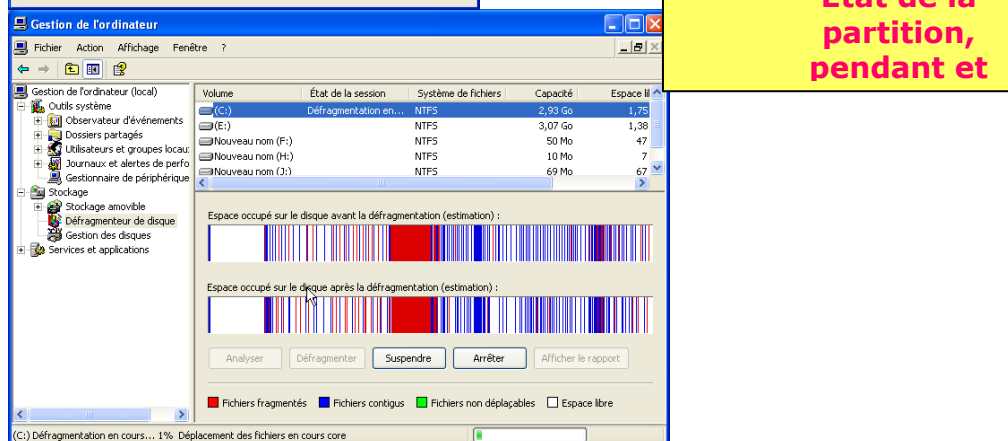 État de la
partition,
pendant et
Gestion de l'ordinateur
Fichier Action Affichage Fenêtre ?
Gestion de l'ordinateur (local)
Outils système
Observateur d'événements
Dossiers partagés
Utilisateurs et groupes locau
Journaux et alertes de perfo
Gestionnaire de périphérique
Stockage
Stockage amovible
Défragmenteur de disque
Gestion des disques
Services et applications
Volume État de la session Système de fichiers Capacité Espace li
(C:) Défragmentation en... NTFS 2,93 Go 1,75
(E:) NTFS 3,07 Go 1,38
Nouveau nom (F:) NTFS 50 Mo 47
Nouveau nom (H:) NTFS 10 Mo 7
Nouveau nom (J:) NTFS 69 Mo 67
Espace occupé sur le disque avant la défragmentation (estimation) :
Espace occupé sur le disque après la défragmentation (estimation) :
Analyser Défragmenter Suspendre Arrêter Afficher le rapport
Fichiers fragmentés Fichiers contigus Fichiers non déplaçables Espace libre
(C:) Défragmentation en cours... 1% Déplacement des fichiers en cours core